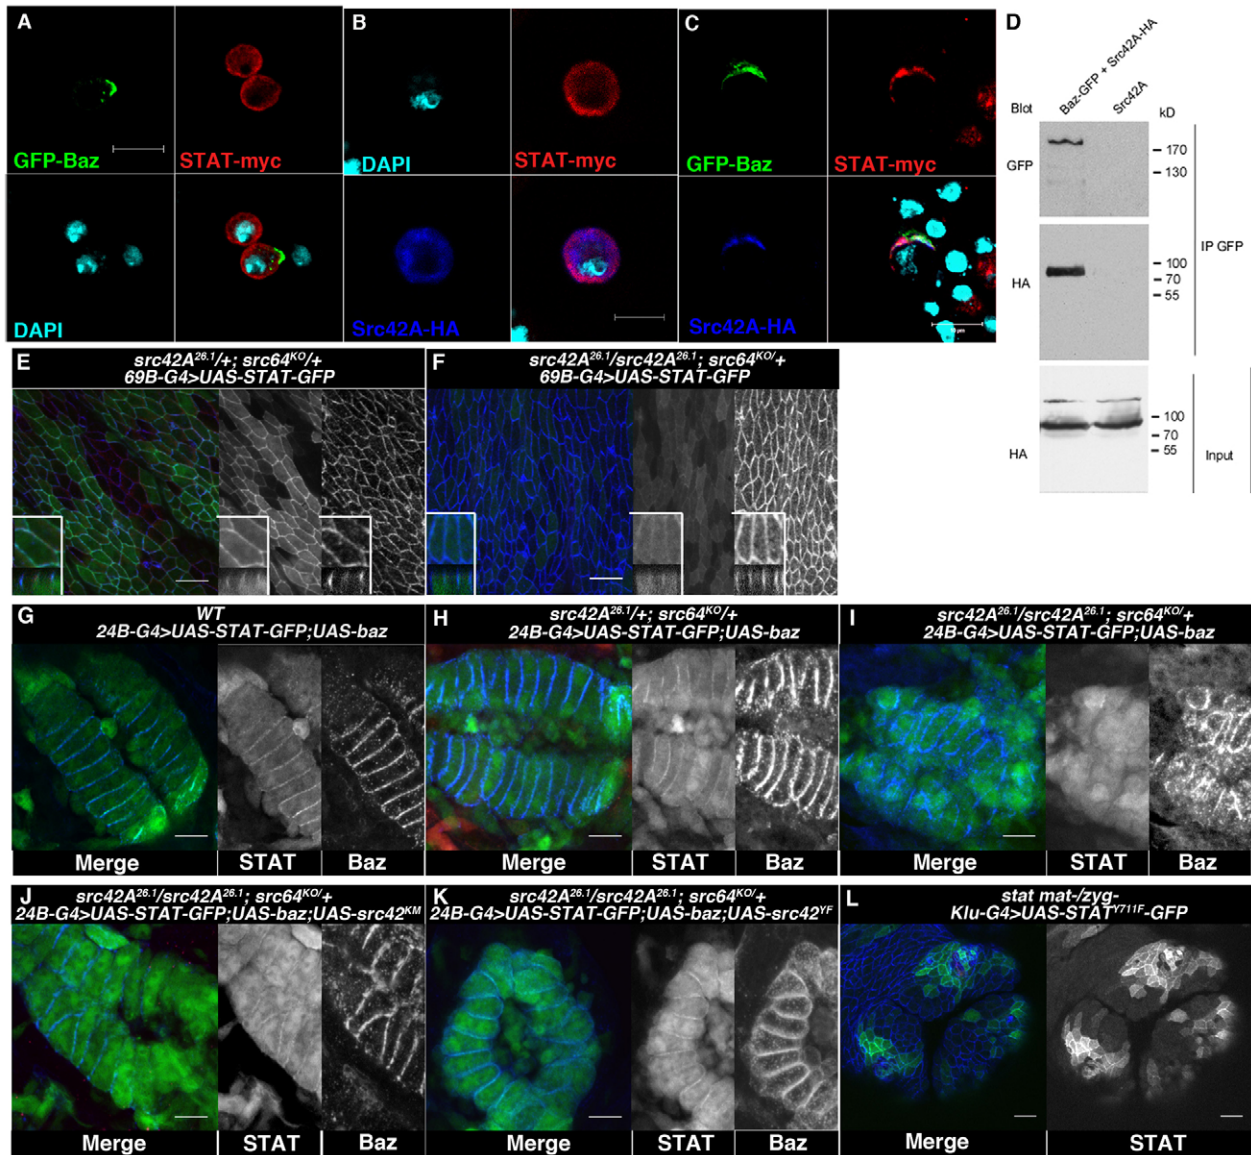 A
GFP-Baz
STAT-myc
DAPI
B
DAPI
STAT-myc
Src42A-HA
C
GFP-Baz
STAT-myc
Src42A-HA
D
Baz-GFP + Src42A-HA
Src42A
Blot
kD
GFP
170
130
HA
100
70
55
IP GFP
HA
100
70
55
Input
E
src42A26.1/+; src64KO/+
69B-G4>UAS-STAT-GFP
F
src42A26.1/src42A26.1; src64KO/+
69B-G4>UAS-STAT-GFP
G
WT
24B-G4>UAS-STAT-GFP;UAS-baz
Merge
STAT
Baz
H
src42A26.1/+; src64KO/+
24B-G4>UAS-STAT-GFP;UAS-baz
Merge
STAT
Baz
I
src42A26.1/src42A26.1; src64KO/+
24B-G4>UAS-STAT-GFP;UAS-baz
Merge
STAT
Baz
J
src42A26.1/src42A26.1; src64KO/+
24B-G4>UAS-STAT-GFP;UAS-baz;UAS-src42KM
Merge
STAT
Baz
K
src42A26.1/src42A26.1; src64KO/+
24B-G4>UAS-STAT-GFP;UAS-baz;UAS-src42YF
Merge
STAT
Baz
L
stat mat-/zyg-
Klu-G4>UAS-STATY711F-GFP
Merge
STAT